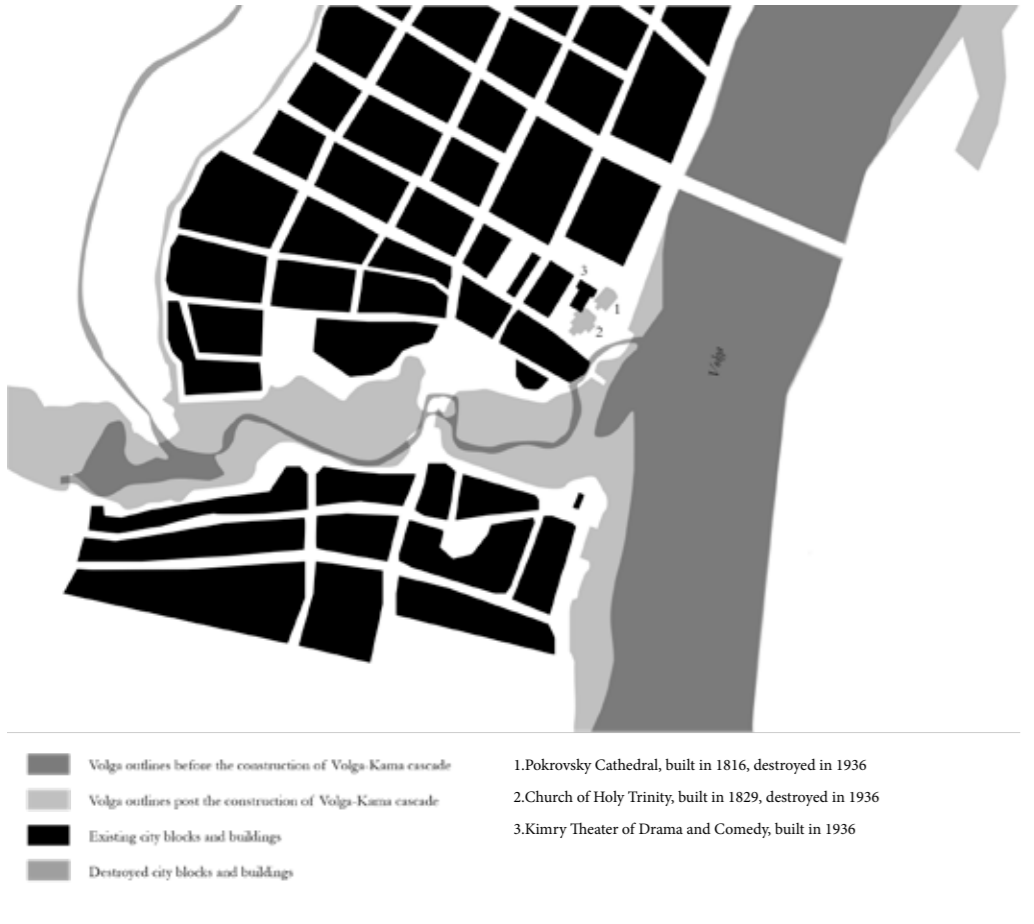 3
1
2
Volga
Volga outlines before the construction of Volga-Kama cascade
Volga outlines post the construction of Volga-Kama cascade
Existing city blocks and buildings
Destroyed city blocks and buildings
1.Pokrovsky Cathedral, built in 1816, destroyed in 1936
2.Church of Holy Trinity, built in 1829, destroyed in 1936
3.Kimry Theater of Drama and Comedy, built in 1936